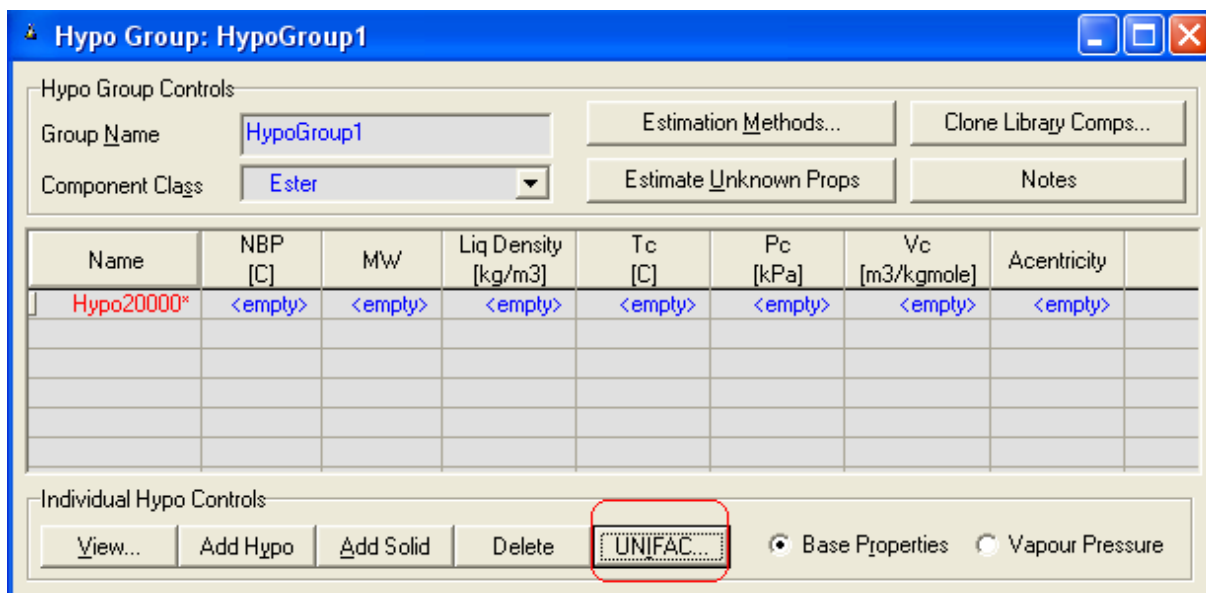 Hypo Group: HypoGroup1
Hypo Group Controls
Group Name HypoGroup1 Estimation Methods... Clone Library Comps...
Component Class Ester Estimate Unknown Props Notes
Name NBP [C] MW Liq Density [kg/m3] Tc [C] Pc [kPa] Vc [m3/kgmole] Acentricity
Hypo20000* <empty> <empty> <empty> <empty> <empty> <empty> <empty>
Individual Hypo Controls
View... Add Hypo Add Solid Delete UNIFAC... Base Properties Vapour Pressure